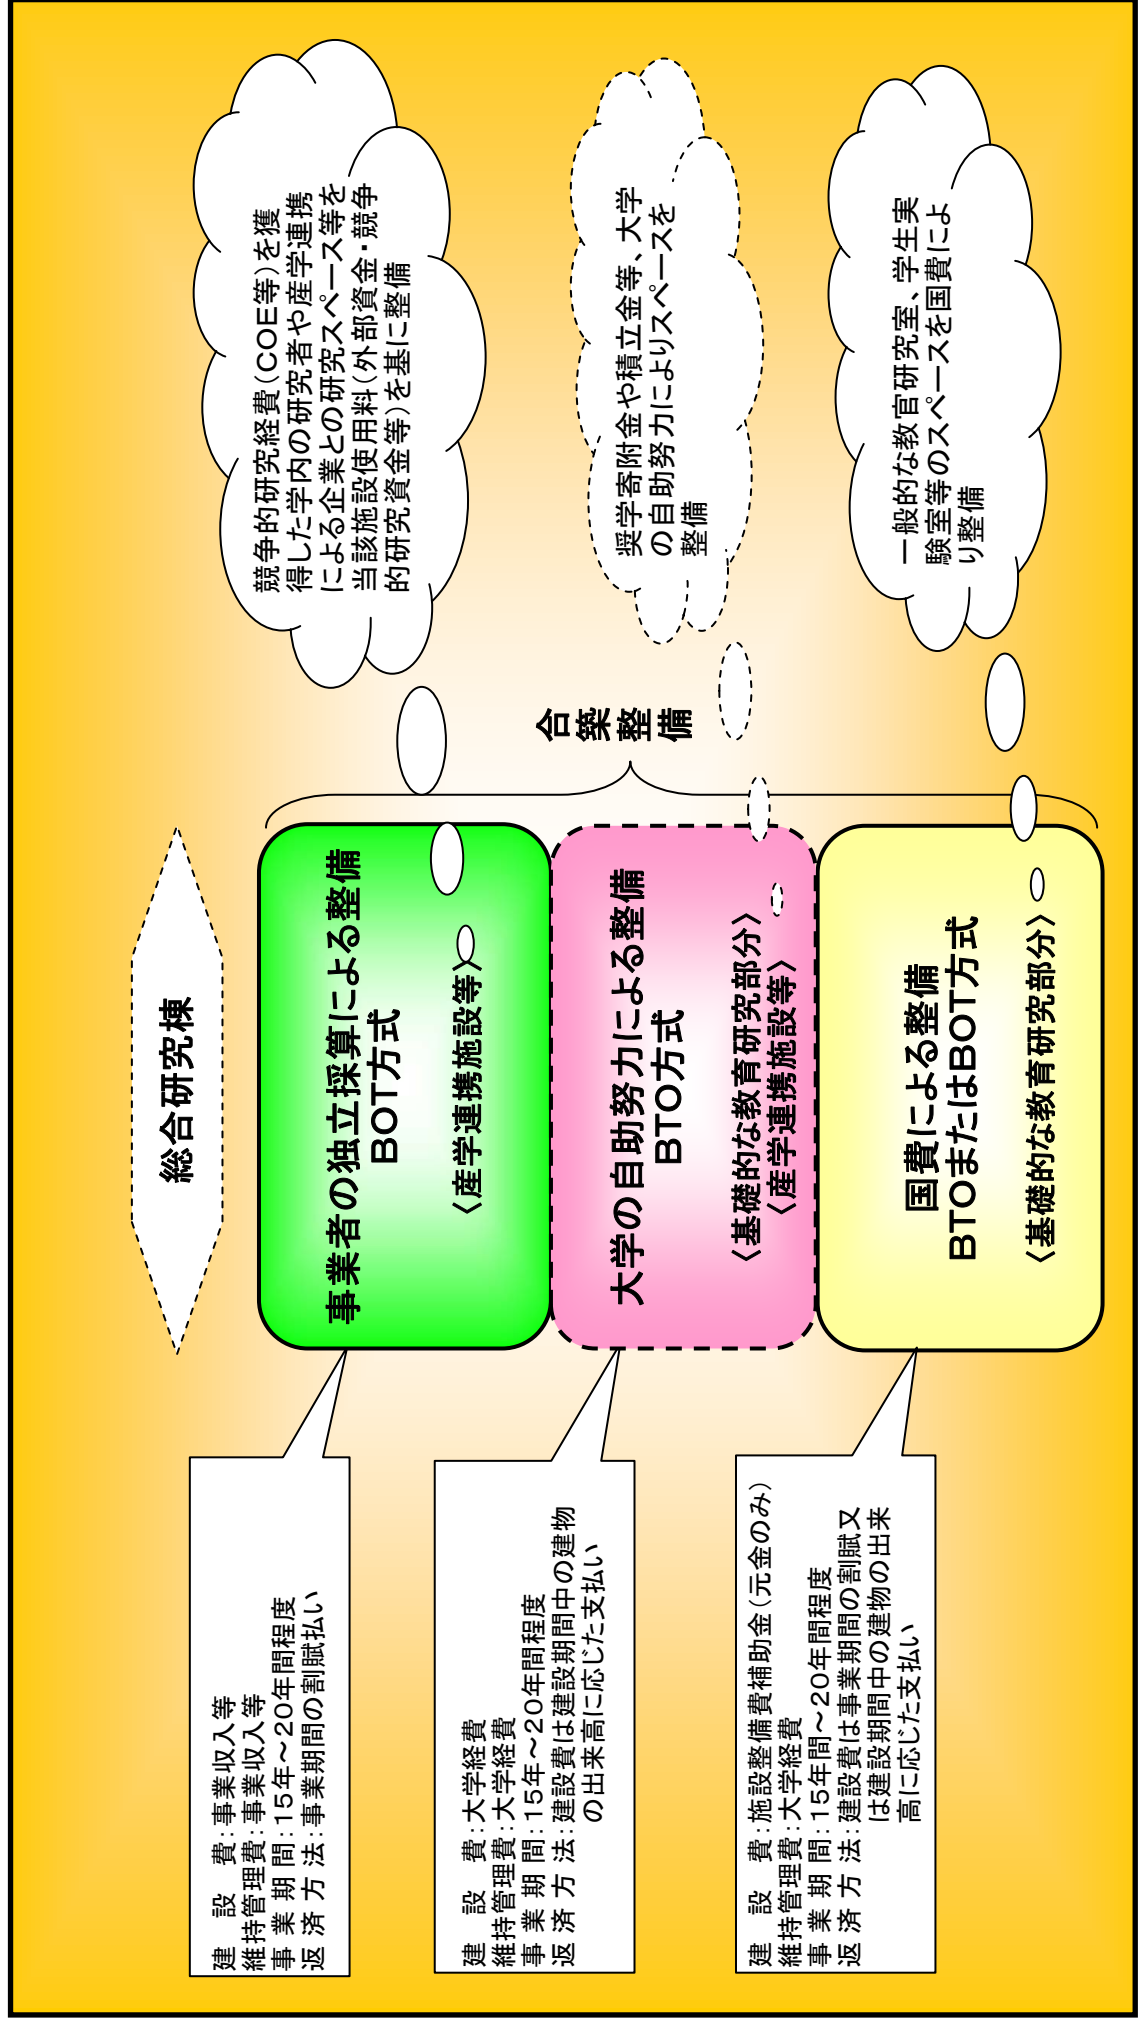 総合研究棟
建設費：事業収入等
維持管理費：事業収入等
事業期間：15年～20年間程度
返済方法：事業期間の割賦払い
事業者の独立採算による整備
BOT方式
〈産学連携施設等〉
競争的研究経費（COE等）を獲
得した学内の研究者や産学連携
による企業との研究スペース等を
当該施設使用料（外部資金・競争
的研究資金等）を基に整備
建設費：大学経費
維持管理費：大学経費
事業期間：15年～20年間程度
返済方法：建設費は建設期間中の建物
の出来高に応じた支払い
大学の自助努力による整備
BTO方式
〈基礎的な教育研究部分〉
〈産学連携施設等〉
合築整備
奨学寄附金や積立金等、大学
の自助努力によりスペースを
整備
建設費：施設整備費補助金（元金のみ）
維持管理費：大学経費
事業期間：15年間～20年間程度
返済方法：建設費は事業期間の割賦又
は建設期間中の建物の出来
高に応じた支払い
国費による整備
BTOまたはBOT方式
〈基礎的な教育研究部分〉
一般的な教官研究室、学生実
験室等のスペースを国費によ
り整備